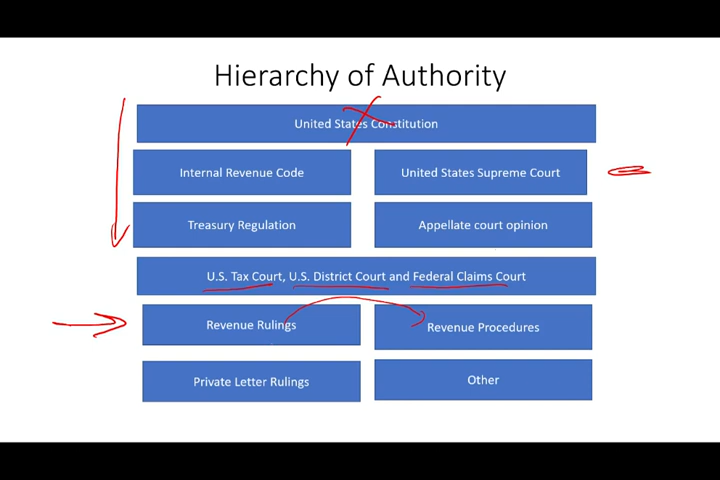 Hierarchy of Authority
United States Constitution
Internal Revenue Code
United States Supreme Court
Treasury Regulation
Appellate court opinion
U.S. Tax Court, U.S. District Court and Federal Claims Court
Revenue Rulings
Revenue Procedures
Private Letter Rulings
Other